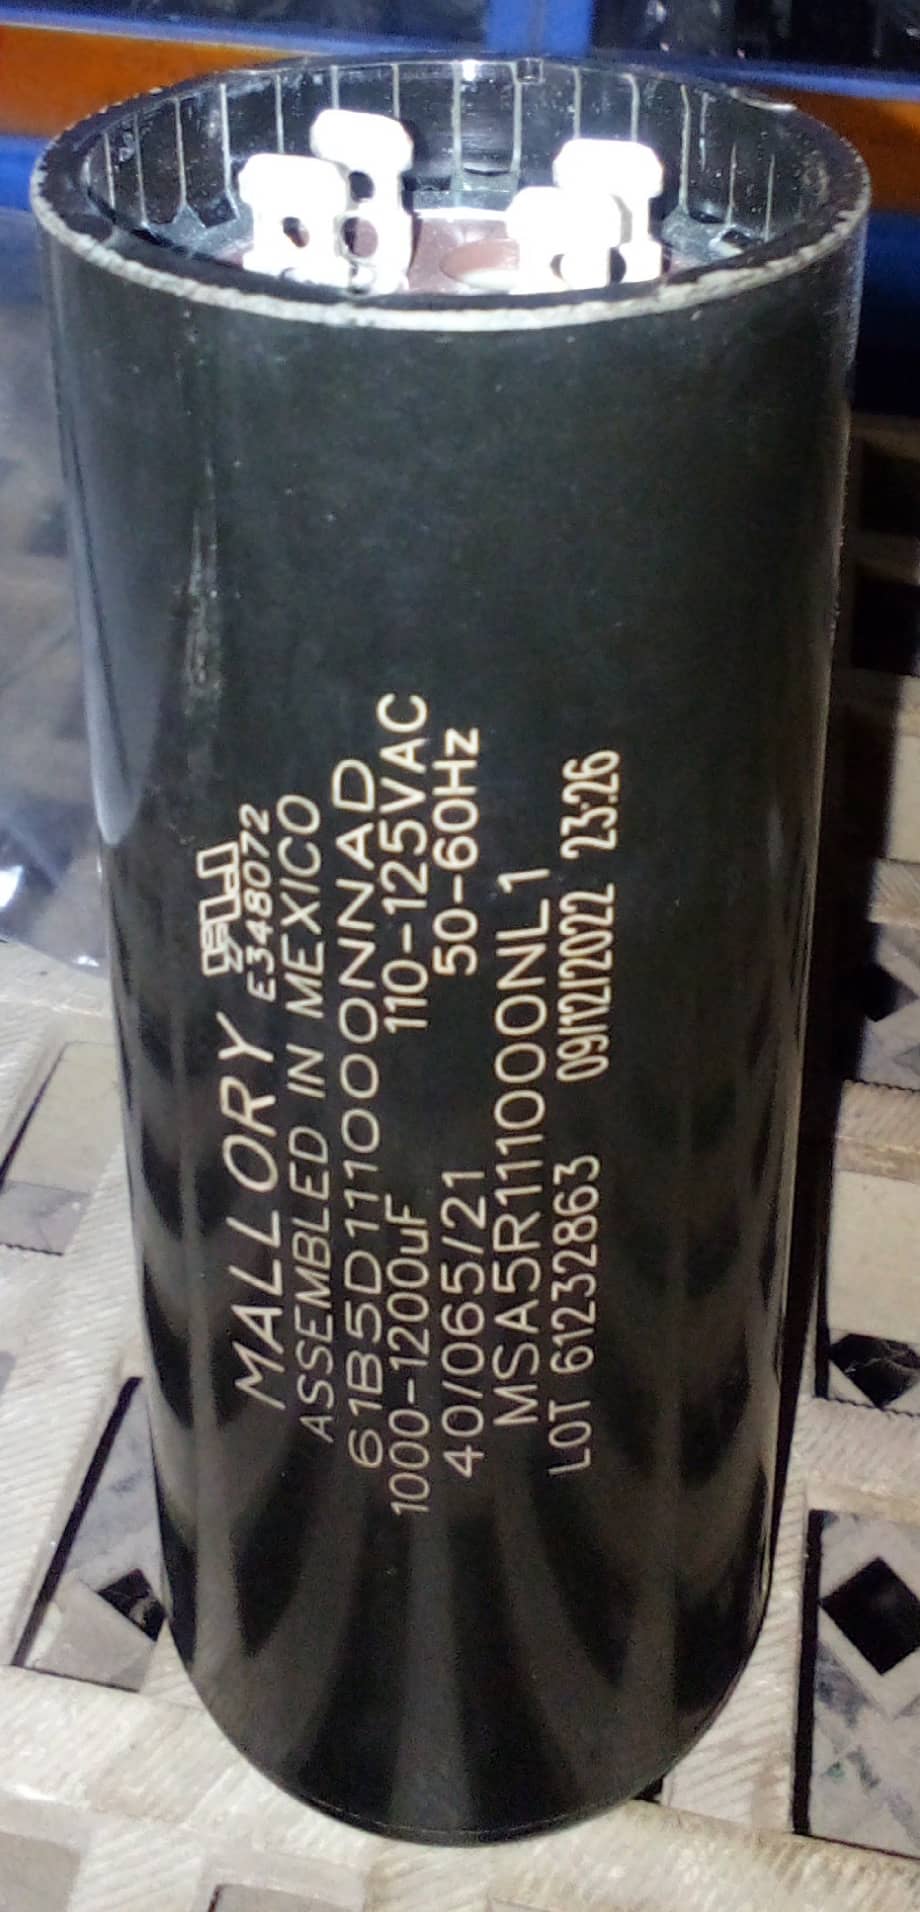 MALLORY
E348072
ASSEMBLED IN MEXICO
61B5D111000ONNAD
1000-1200uF 110-125VAC
40/065/21 50-60Hz
MSA5R111000NL1
LOT 61232863 09/12/2022 23:26